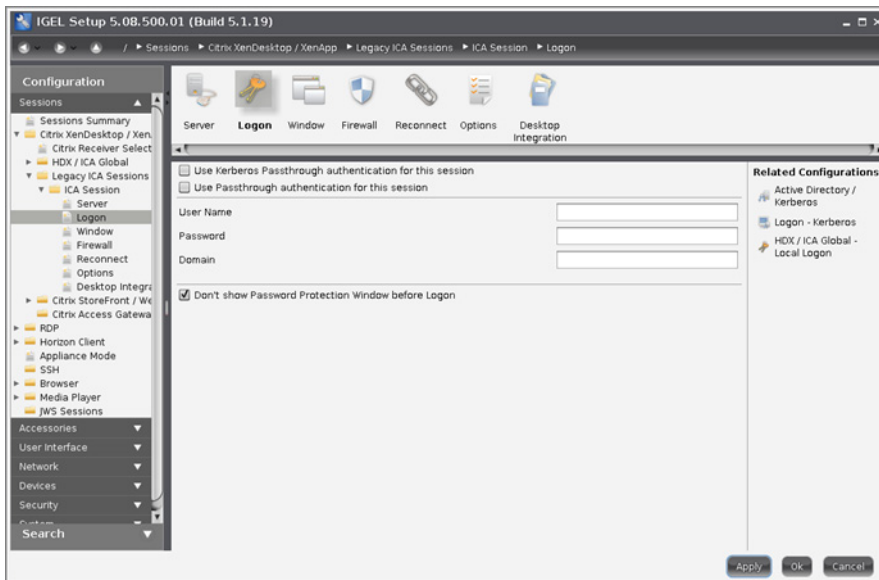 IGEL Setup 5.08.500.01 (Build 5.1.19)
/ Sessions Citrix XenDesktop / XenApp Legacy ICA Sessions ICA Session Logon
Configuration
Sessions
Sessions Summary
Citrix XenDesktop / Xen
Citrix Receiver Select
HDX / ICA Global
Legacy ICA Sessions
ICA Session
Server
Logon
Window
Firewall
Reconnect
Options
Desktop Integra
Citrix StoreFront / We
Citrix Access Gatewa
RDP
Horizon Client
Appliance Mode
SSH
Browser
Media Player
JWS Sessions
Accessories
User Interface
Network
Devices
Security
System
Search
Server
Logon
Window
Firewall
Reconnect
Options
Desktop
Integration
Use Kerberos Passthrough authentication for this session
Use Passthrough authentication for this session
User Name
Password
Domain
Don't show Password Protection Window before Logon
Related Configurations
Active Directory /
Kerberos
Logon - Kerberos
HDX / ICA Global -
Local Logon
Apply
Ok
Cancel